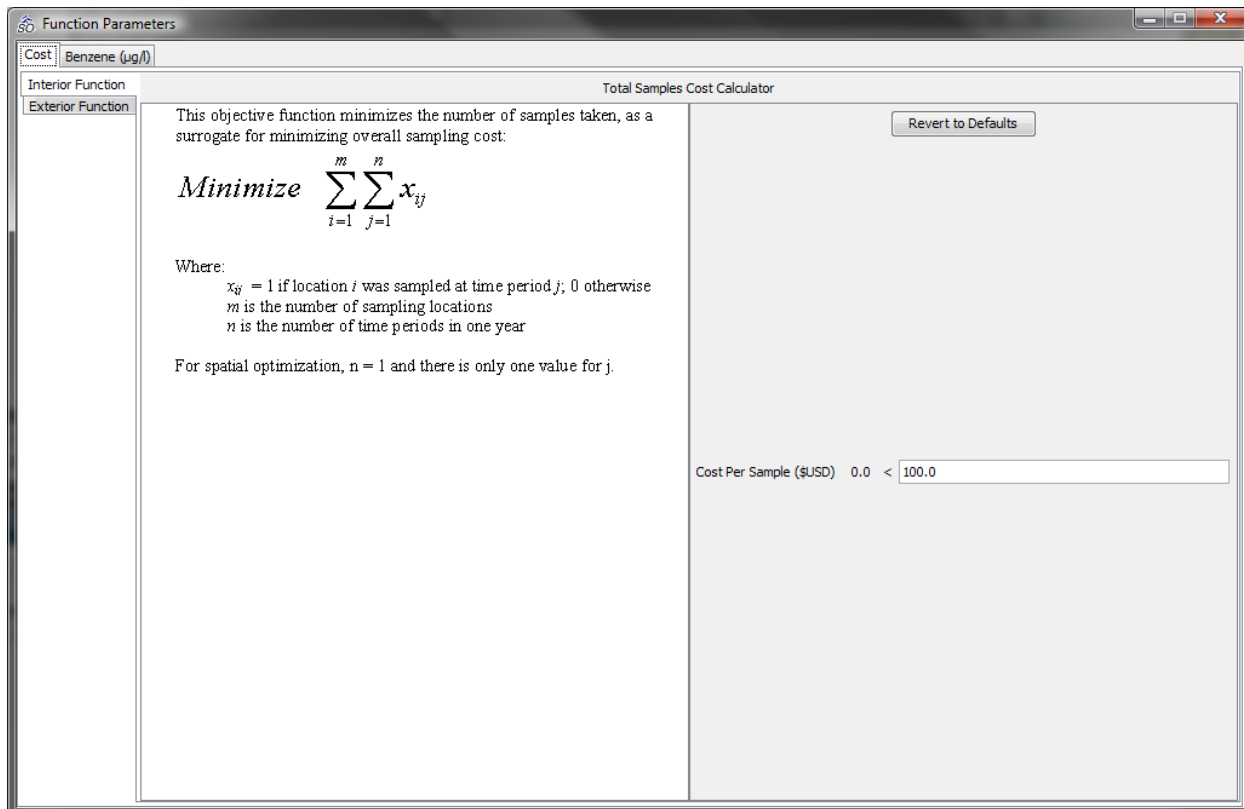 Function Parameters
Cost Benzene (µg/l)
Interior Function
Exterior Function
Total Samples Cost Calculator
This objective function minimizes the number of samples taken, as a
surrogate for minimizing overall sampling cost:
Minimize ∑_{i=1}^{m} ∑_{j=1}^{n} x_{ij}
Where:
x_{ij} = 1 if location i was sampled at time period j; 0 otherwise
m is the number of sampling locations
n is the number of time periods in one year
For spatial optimization, n = 1 and there is only one value for j.
Revert to Defaults
Cost Per Sample ($USD) 0.0 < 100.0